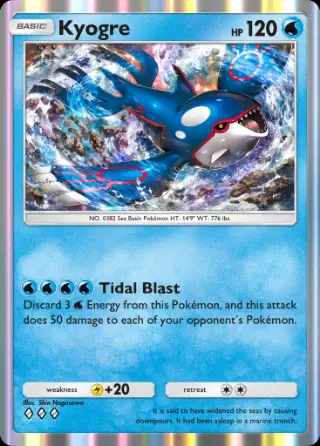 BASIC Kyogre HP 120
NO. 0382 Sea Basin Pokémon HT: 14'9" WT: 776 lbs.
Tidal Blast
Discard 3 Energy from this Pokémon, and this attack
does 50 damage to each of your opponent's Pokémon.
weakness +20 retreat
Illus. Shin Nagasawa
It is said to have widened the seas by causing
downpours. It had been asleep in a marine trench.